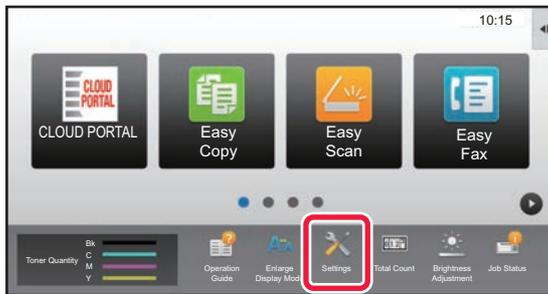 10:15
CLOUD
PORTAL
CLOUD PORTAL
Easy
Copy
Easy
Scan
Easy
Fax
Toner Quantity
Bk
C
M
Y
Operation
Guide
Enlarge
Display Mode
Settings
Total Count
Brightness
Adjustment
Job Status